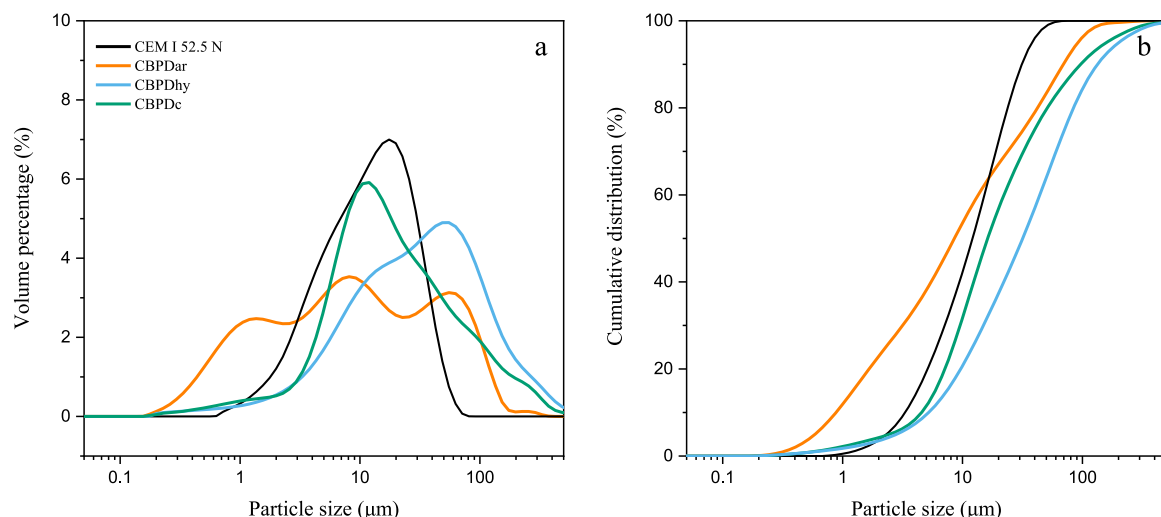 10
8
6
4
2
0
Volume percentage (%)
CEM I 52.5 N
CBPDar
CBPDhy
CBPDc
a
0.1
1
10
100
Particle size (μm)
100
80
60
40
20
0
Cumulative distribution (%)
b
0.1
1
10
100
Particle size (μm)